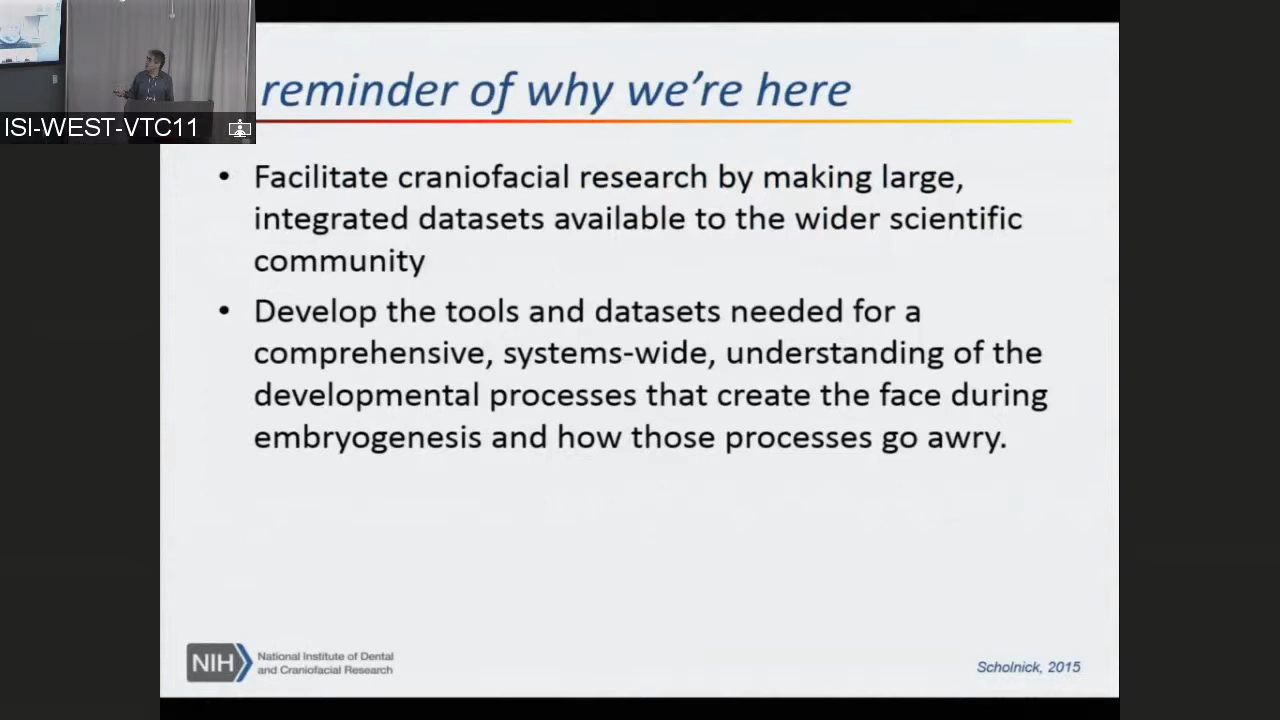 reminder of why we're here
ISI-WEST-VTC11
• Facilitate craniofacial research by making large,
integrated datasets available to the wider scientific
community
• Develop the tools and datasets needed for a
comprehensive, systems-wide, understanding of the
developmental processes that create the face during
embryogenesis and how those processes go awry.
NIH
National Institute of Dental
and Craniofacial Research
Scholnick, 2015